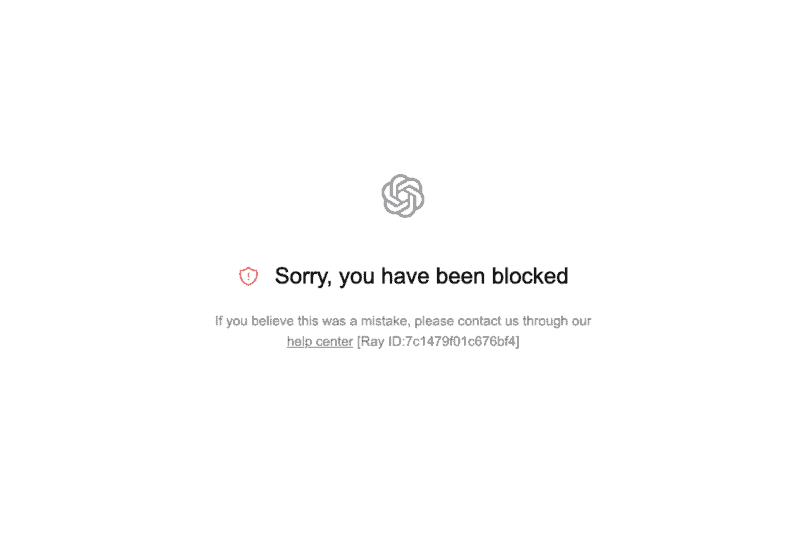 Sorry, you have been blocked
If you believe this was a mistake, please contact us through our
help center [Ray ID:7c1479f01c676bf4]